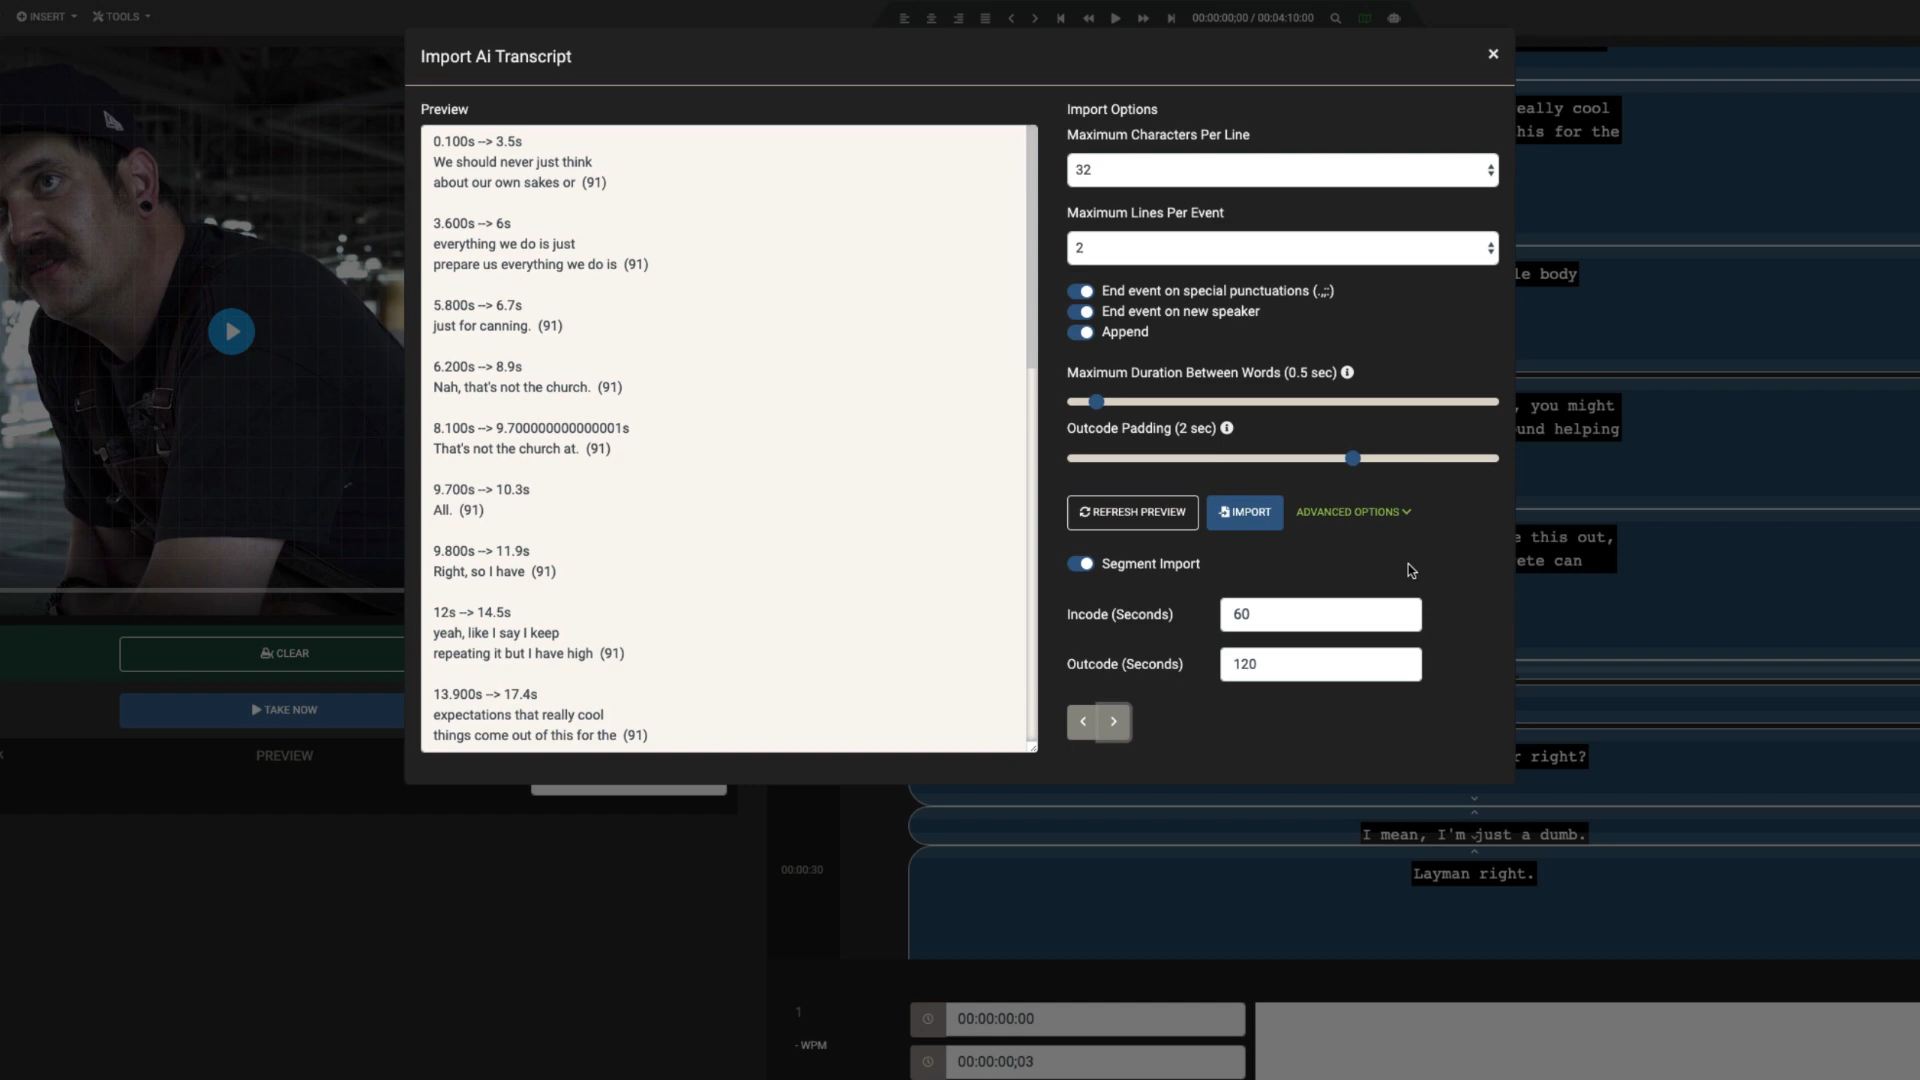 INSERT
TOOLS
00:00:00;00 / 00:04:10:00
Import Ai Transcript
Preview
0.100s --> 3.5s
We should never just think
about our own sakes or (91)
3.600s --> 6s
everything we do is just
prepare us everything we do is (91)
5.800s --> 6.7s
just for canning. (91)
6.200s --> 8.9s
Nah, that's not the church. (91)
8.100s --> 9.700000000000001s
That's not the church at. (91)
9.700s --> 10.3s
All. (91)
9.800s --> 11.9s
Right, so I have (91)
12s --> 14.5s
yeah, like I say I keep
repeating it but I have high (91)
13.900s --> 17.4s
expectations that really cool
things come out of this for the (91)
Import Options
Maximum Characters Per Line
32
Maximum Lines Per Event
2
End event on special punctuations (.,;:)
End event on new speaker
Append
Maximum Duration Between Words (0.5 sec)
Outcode Padding (2 sec)
REFRESH PREVIEW
IMPORT
ADVANCED OPTIONS
Segment Import
Incode (Seconds)
60
Outcode (Seconds)
120
CLEAR
TAKE NOW
PREVIEW
eally cool
his for the
le body
, you might
und helping
e this out,
ete can
r right?
I mean, I'm just a dumb.
00:00:30
Layman right.
1
- WPM
00:00:00:00
00:00:00;03